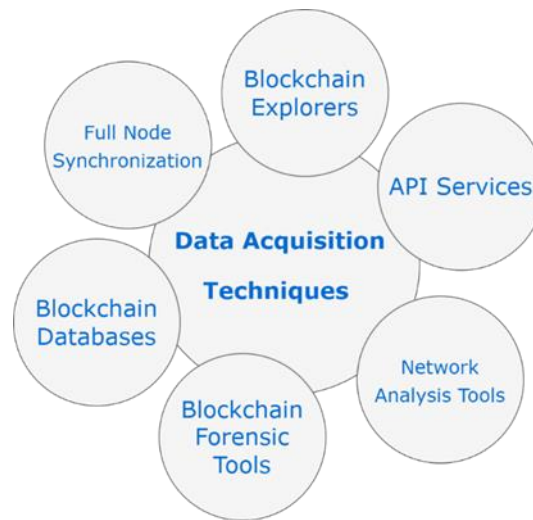 Blockchain
Explorers
Full Node
Synchronization
API Services
Data Acquisition
Techniques
Blockchain
Databases
Network
Analysis Tools
Blockchain
Forensic
Tools